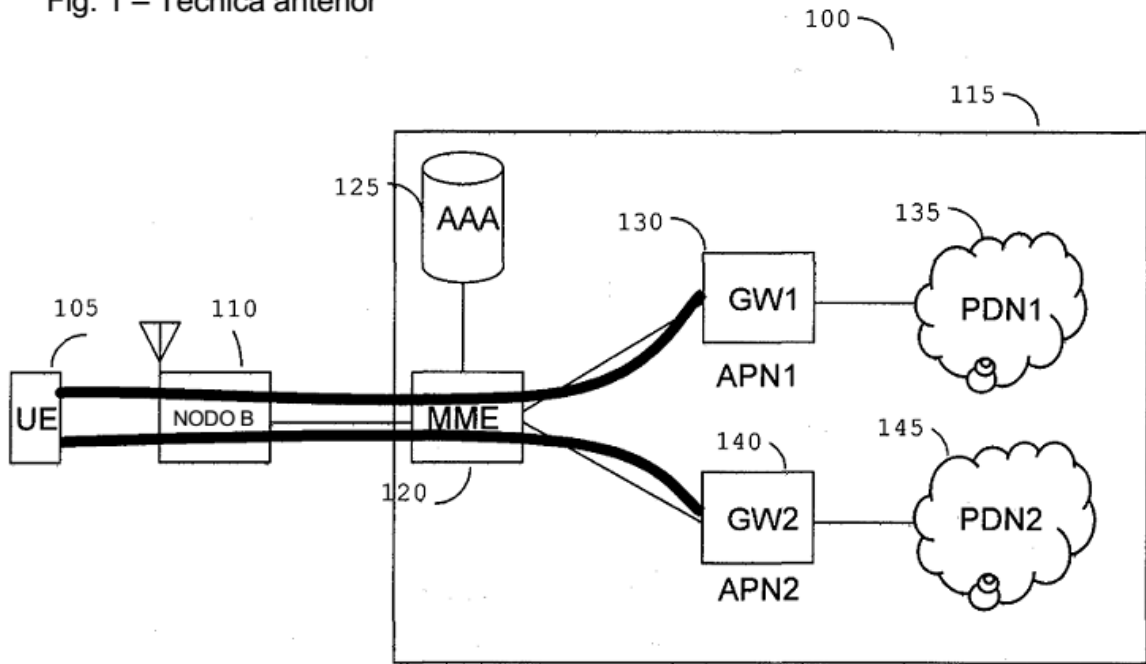 Fig. 1 – Técnica anterior
100
115
125
AAA
130
135
GW1
PDN1
APN1
105
110
UE
NODO B
MME
120
140
145
GW2
PDN2
APN2